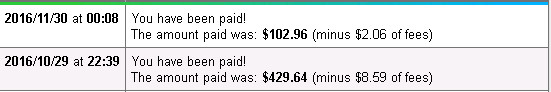 2016/11/30 at 00:08 You have been paid!
The amount paid was: $102.96 (minus $2.06 of fees)
2016/10/29 at 22:39 You have been paid!
The amount paid was: $429.64 (minus $8.59 of fees)